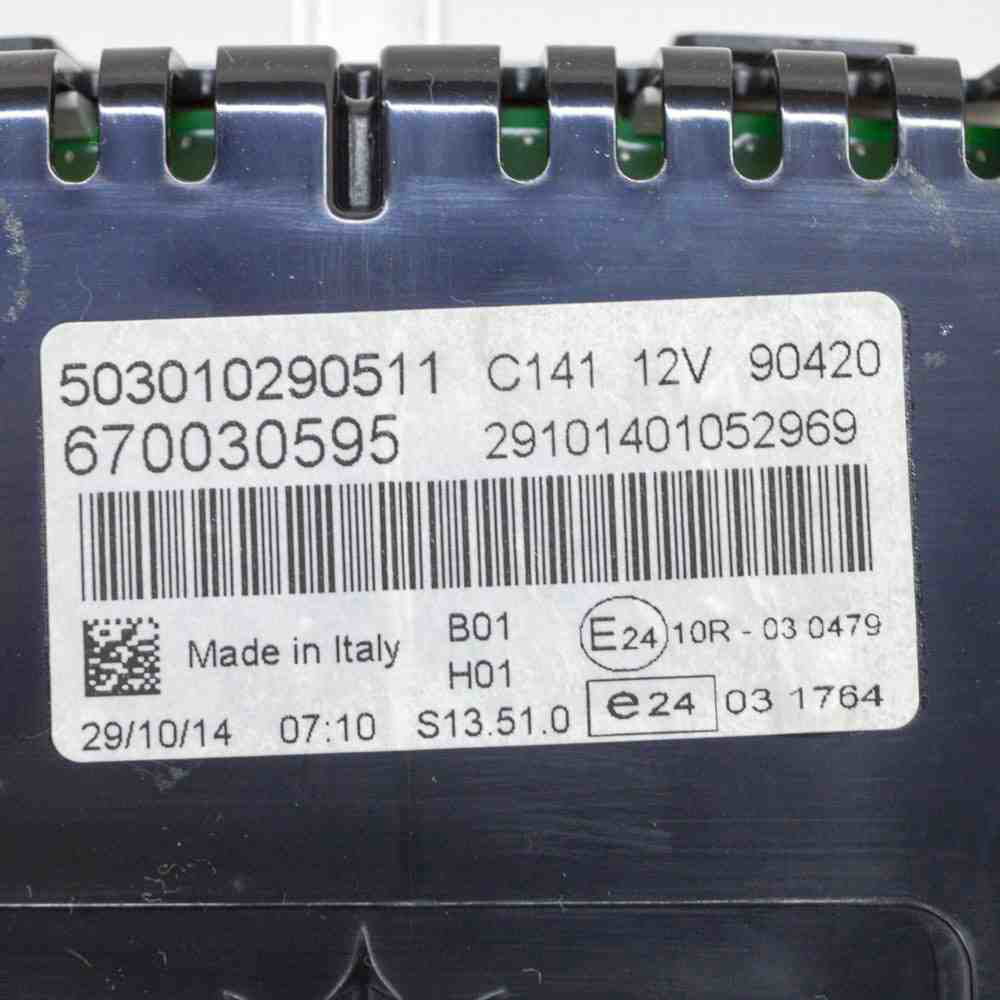 503010290511 C141 12V 90420
670030595 29101401052969
Made in Italy B01 E24 10R - 03 0479
H01
29/10/14 07:10 S13.51.0 e24 03 1764